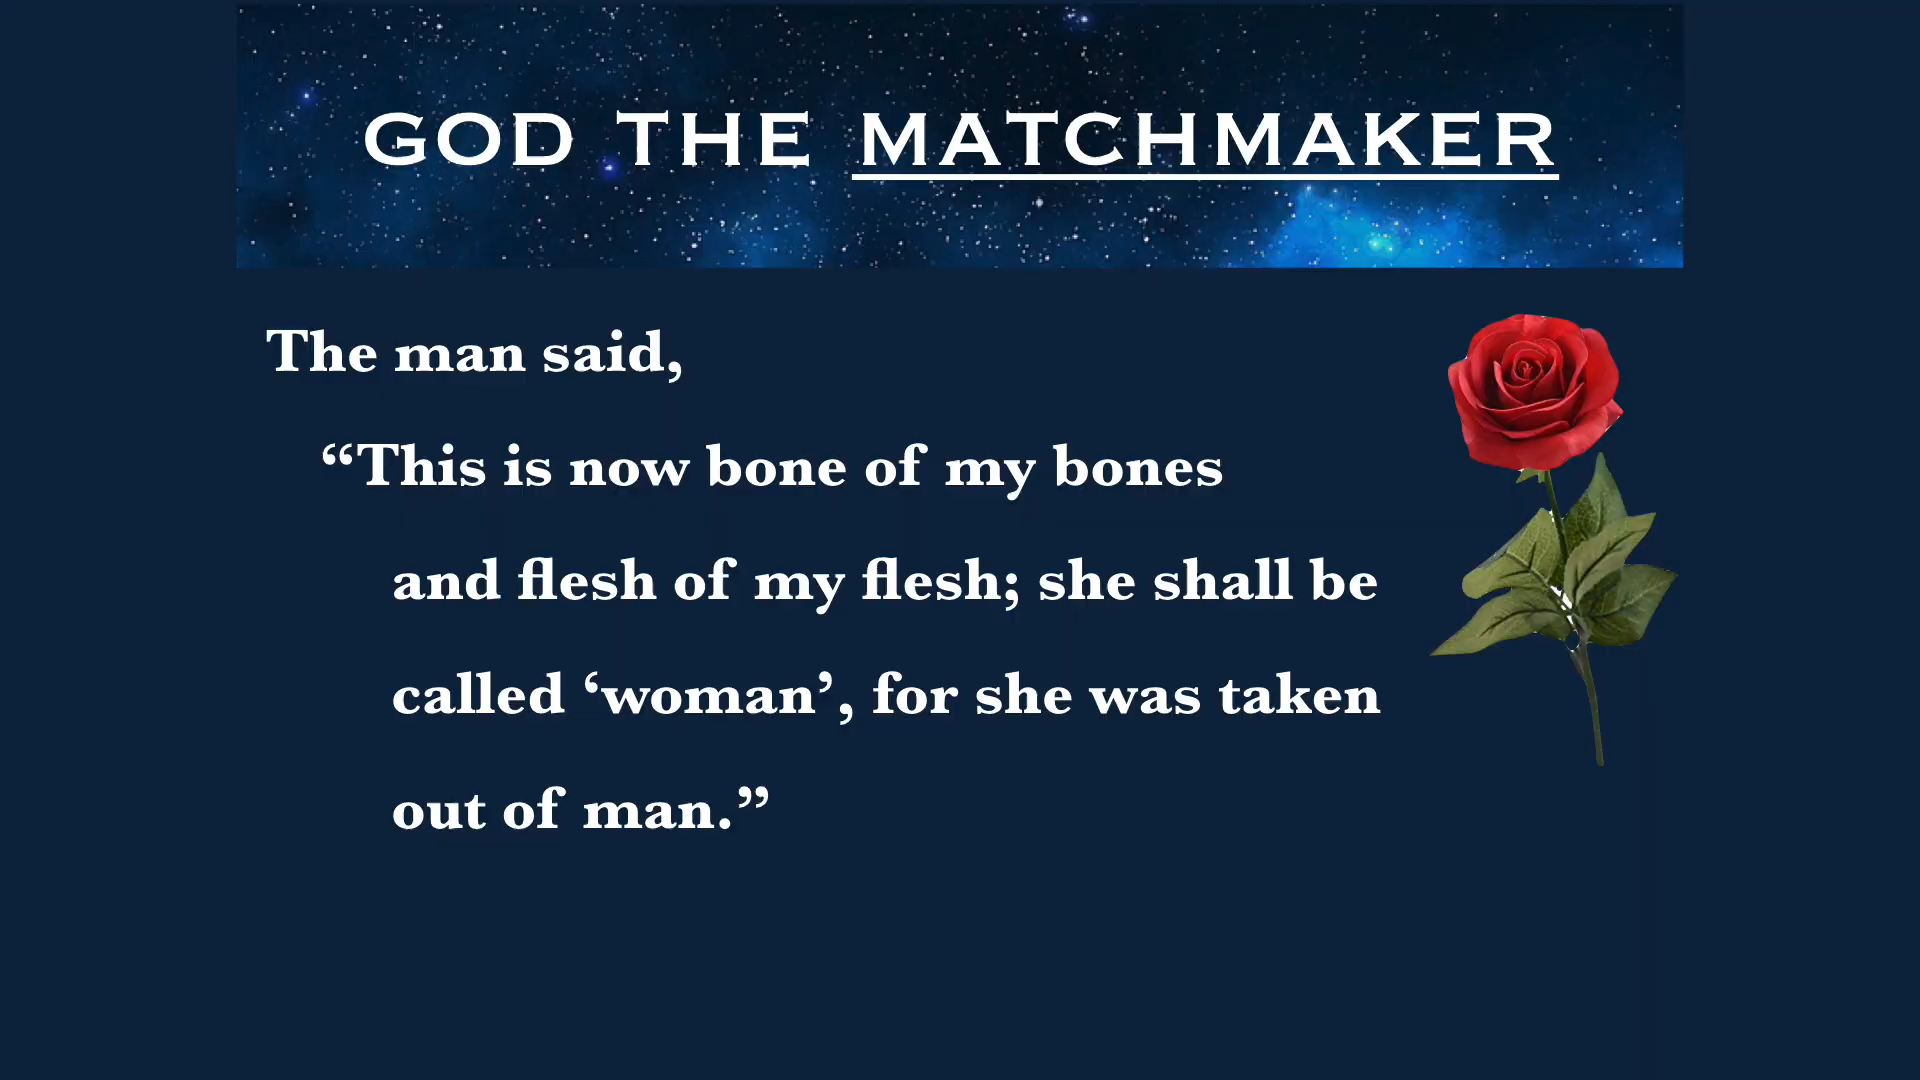 GOD THE MATCHMAKER
The man said,
“This is now bone of my bones
and flesh of my flesh; she shall be
called ‘woman’, for she was taken
out of man.”